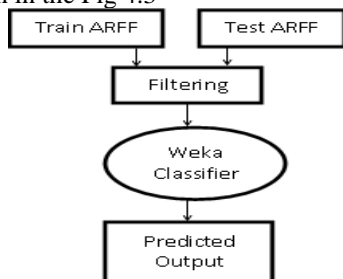 n in the Fig 4.3
Train ARFF
Test ARFF
Filtering
Weka
Classifier
Predicted
Output